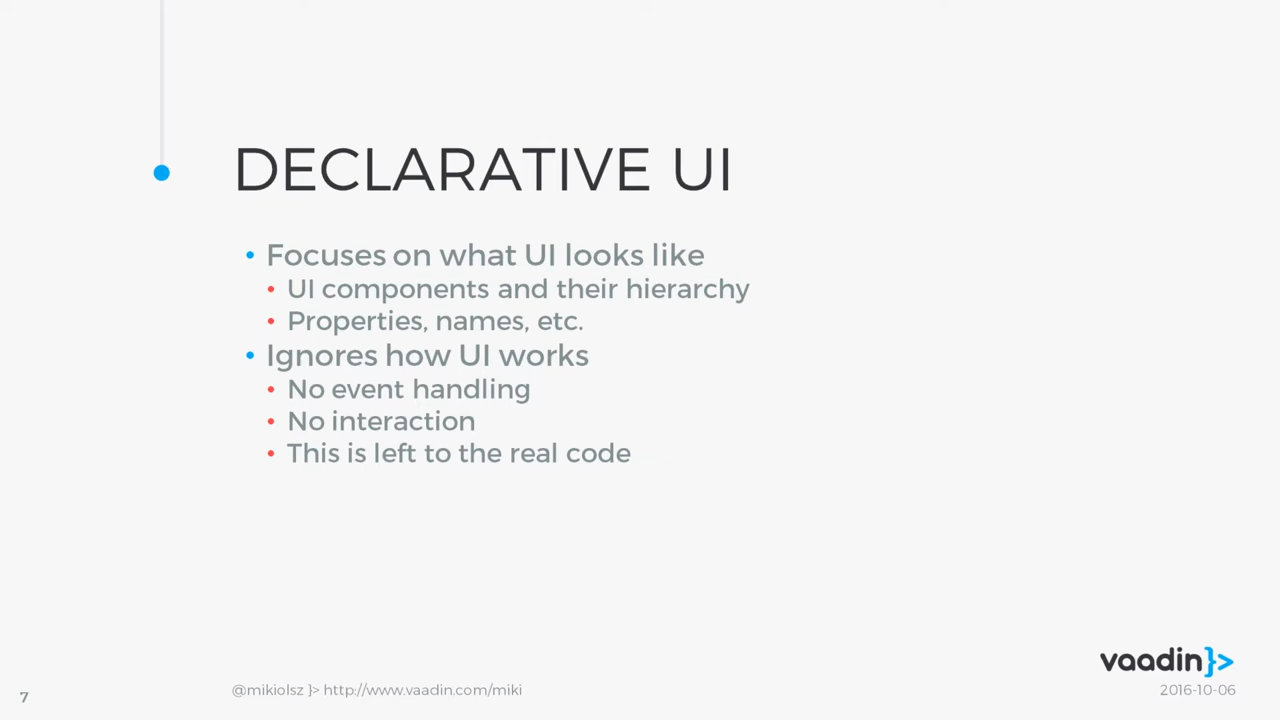 DECLARATIVE UI
• Focuses on what UI looks like
• UI components and their hierarchy
• Properties, names, etc.
• Ignores how UI works
• No event handling
• No interaction
• This is left to the real code
vaadin}>
7
@mikiolsz }> http://www.vaadin.com/miki
2016-10-06